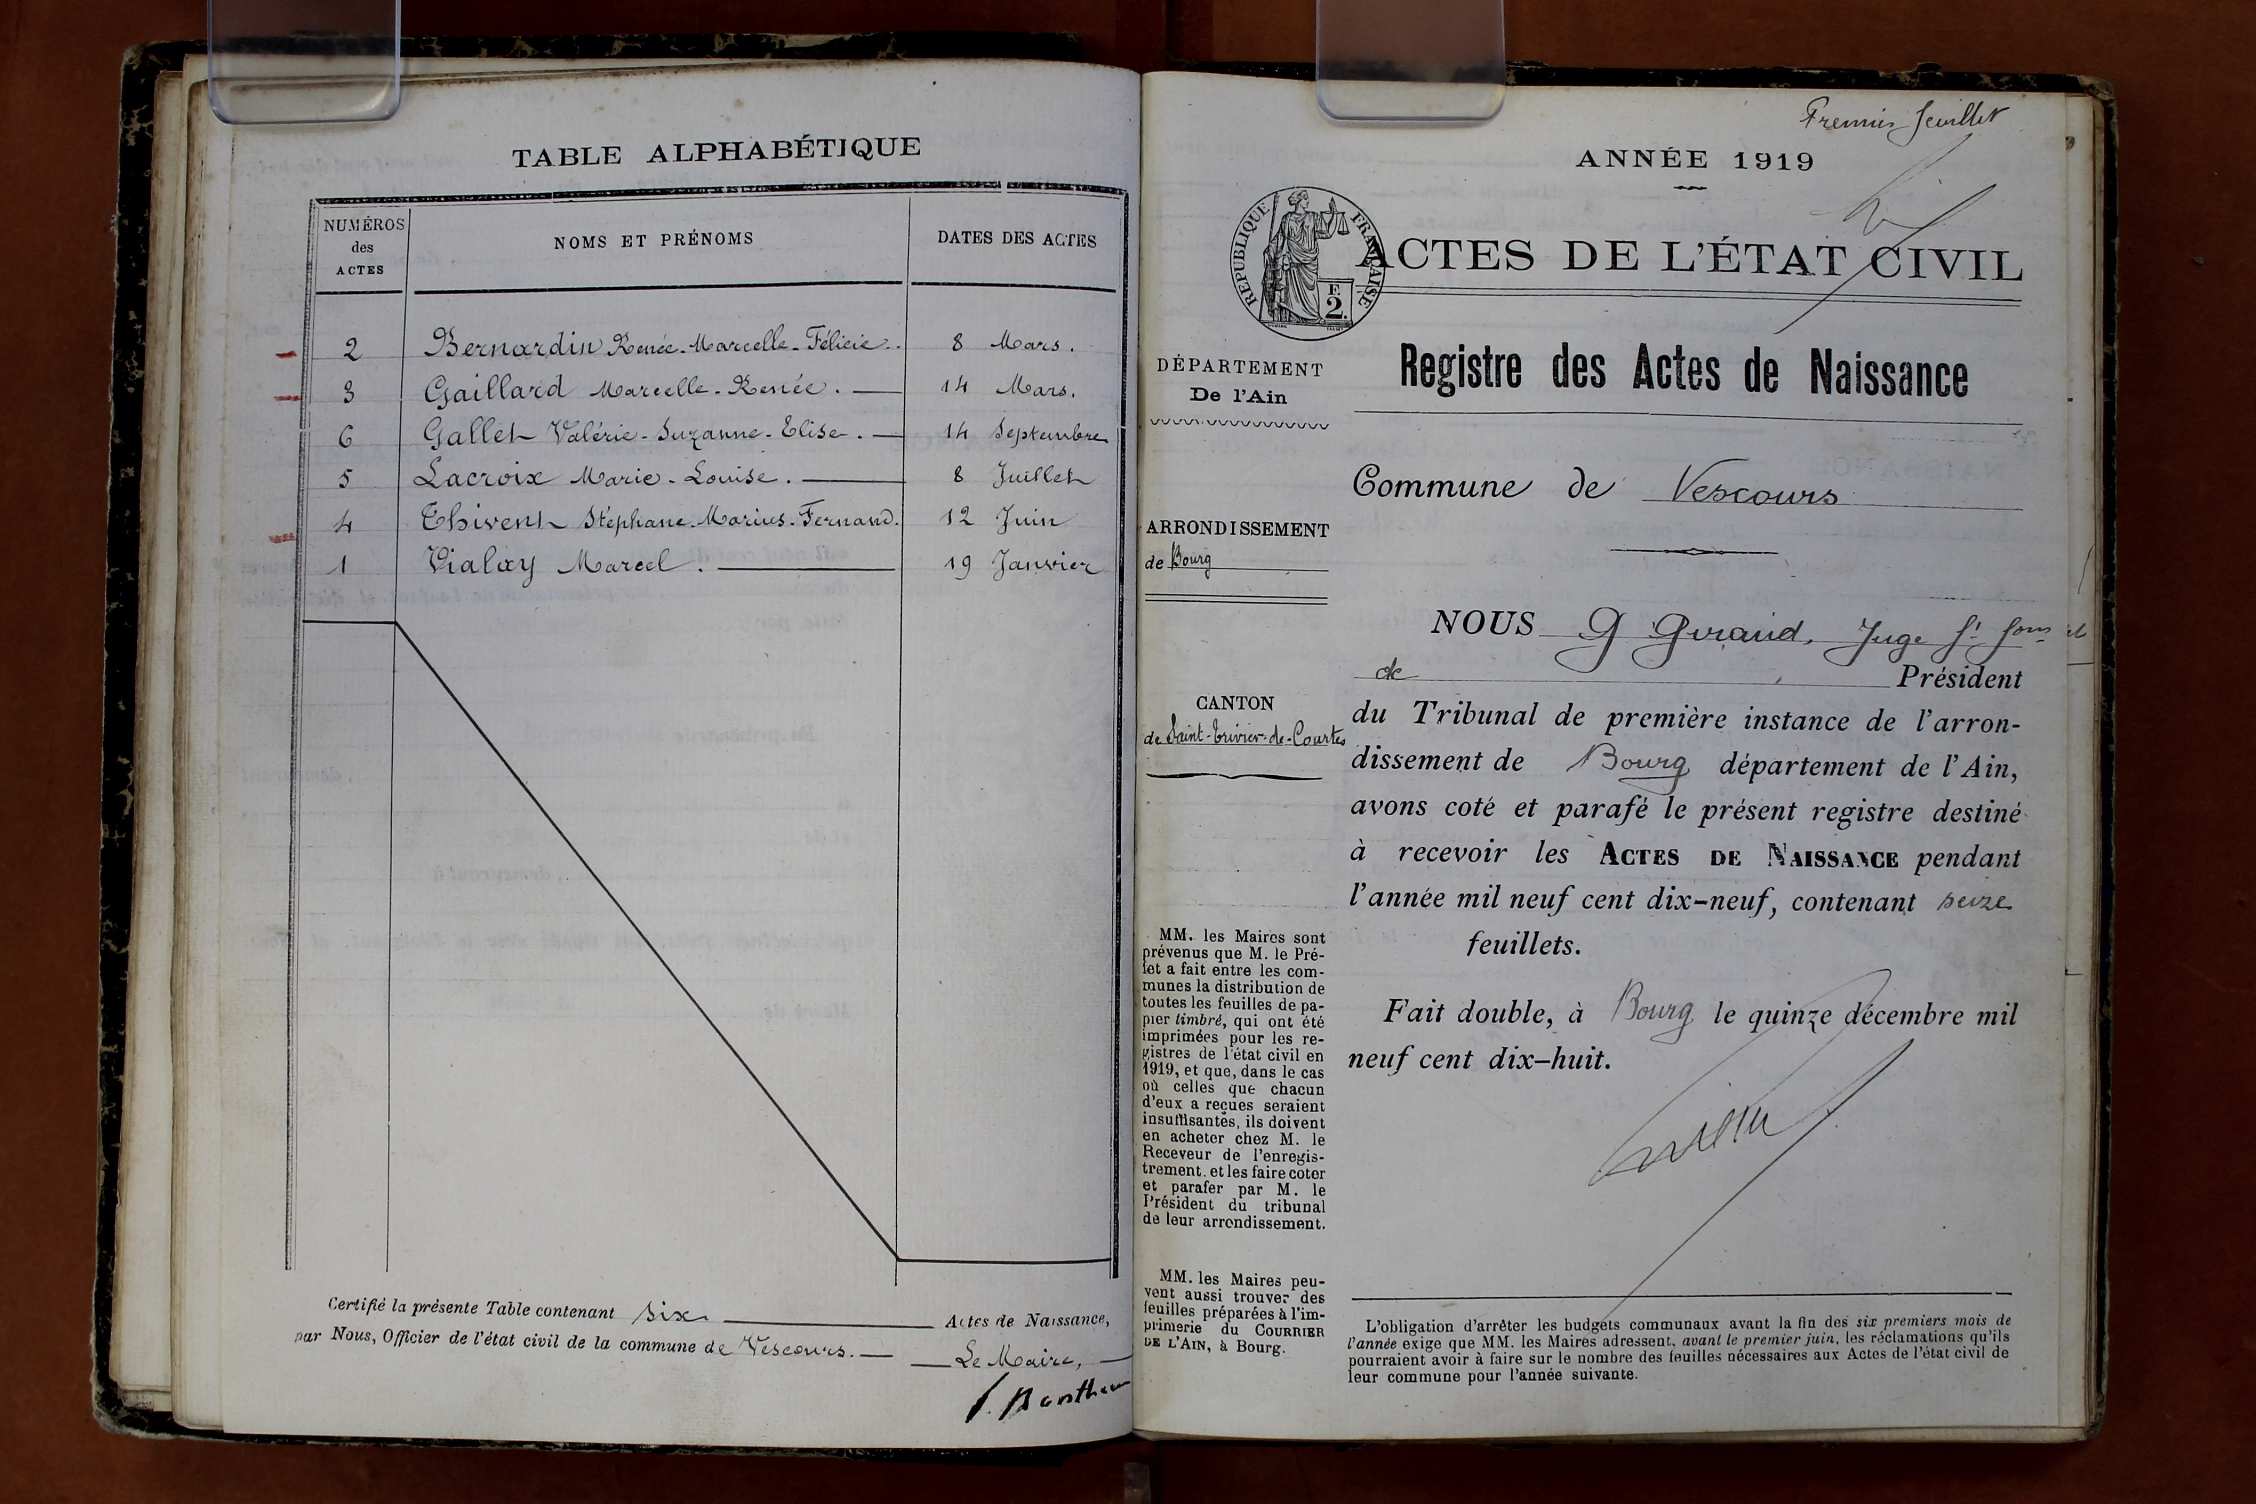 TABLE ALPHABÉTIQUE
NUMÉROS
des
ACTES
NOMS ET PRÉNOMS
DATES DES ACTES
2 Bernardin Renée-Marcelle-Félicie. 8 Mars.
3 Gaillard Marcelle-Renée. 14 Mars.
6 Gallet Valérie-Suzanne-Elise. 14 Septembre
5 Lacroix Marie-Louise. 8 Juillet
4 Thivent Stéphane-Marius-Fernand. 12 Juin
1 Vialay Marcel. 19 Janvier
Certifié la présente Table contenant six Actes de Naissance,
par Nous, Officier de l'état civil de la commune de Vescours.
Le Maire,
Premier feuillet
ANNÉE 1919
RÉPUBLIQUE FRANÇAISE
F.
2.
ACTES DE L'ÉTAT CIVIL
Registre des Actes de Naissance
DÉPARTEMENT
De l'Ain
ARRONDISSEMENT
de Bourg
CANTON
de Saint-Trivier-de-Courtes
MM. les Maires sont
prévenus que M. le Pré-
fet a fait entre les com-
munes la distribution de
toutes les feuilles de pa-
pier timbré, qui ont été
imprimées pour les re-
gistres de l'état civil en
1919, et que, dans le cas
où celles que chacun
d'eux a reçues seraient
insuffisantes, ils doivent
en acheter chez M. le
Receveur de l'enregis-
trement. et les faire coter
et parafer par M. le
Président du tribunal
de leur arrondissement.
MM. les Maires peu-
vent aussi trouver des
feuilles préparées à l'im-
primerie du COURRIER
DE L'AIN, à Bourg.
Commune de Vescours
NOUS G Giraud, Juge
de Président
du Tribunal de première instance de l'arron-
dissement de Bourg département de l'Ain,
avons coté et parafé le présent registre destiné
à recevoir les ACTES DE NAISSANCE pendant
l'année mil neuf cent dix-neuf, contenant seize
feuillets.
Fait double, à Bourg le quinze décembre mil
neuf cent dix-huit.
L'obligation d'arrêter les budgets communaux avant la fin des six premiers mois de
l'année exige que MM. les Maires adressent, avant le premier juin, les réclamations qu'ils
pourraient avoir à faire sur le nombre des feuilles nécessaires aux Actes de l'état civil de
leur commune pour l'année suivante.